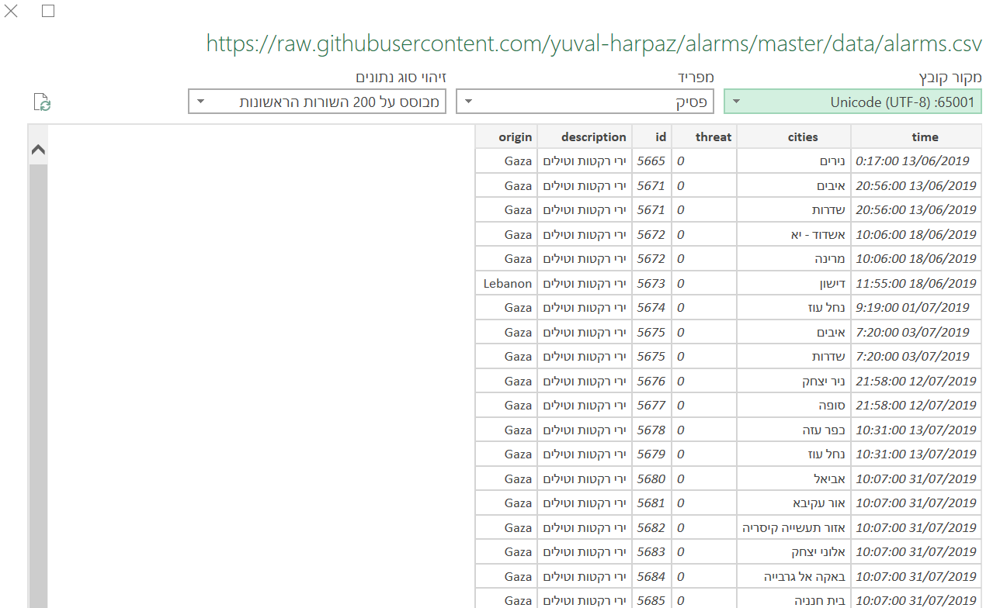 https://raw.githubusercontent.com/yuval-harpaz/alarms/master/data/alarms.csv
מקור קובץ מפריד זיהוי סוג נתונים
65001: Unicode (UTF-8) פסיק מבוסס על 200 השורות הראשונות
time cities threat id description origin
13/06/2019 0:17:00 נירים 0 5665 ירי רקטות וטילים Gaza
13/06/2019 20:56:00 איבים 0 5671 ירי רקטות וטילים Gaza
13/06/2019 20:56:00 שדרות 0 5671 ירי רקטות וטילים Gaza
18/06/2019 10:06:00 אשדוד - יא 0 5672 ירי רקטות וטילים Gaza
18/06/2019 10:06:00 מרינה 0 5672 ירי רקטות וטילים Gaza
18/06/2019 11:55:00 דישון 0 5673 ירי רקטות וטילים Lebanon
01/07/2019 9:19:00 נחל עוז 0 5674 ירי רקטות וטילים Gaza
03/07/2019 7:20:00 איבים 0 5675 ירי רקטות וטילים Gaza
03/07/2019 7:20:00 שדרות 0 5675 ירי רקטות וטילים Gaza
12/07/2019 21:58:00 ניר יצחק 0 5676 ירי רקטות וטילים Gaza
12/07/2019 21:58:00 סופה 0 5677 ירי רקטות וטילים Gaza
13/07/2019 10:31:00 כפר עזה 0 5678 ירי רקטות וטילים Gaza
13/07/2019 10:31:00 נחל עוז 0 5679 ירי רקטות וטילים Gaza
31/07/2019 10:07:00 אביאל 0 5680 ירי רקטות וטילים Gaza
31/07/2019 10:07:00 אור עקיבא 0 5681 ירי רקטות וטילים Gaza
31/07/2019 10:07:00 אזור תעשייה קיסריה 0 5682 ירי רקטות וטילים Gaza
31/07/2019 10:07:00 אלוני יצחק 0 5683 ירי רקטות וטילים Gaza
31/07/2019 10:07:00 באקה אל גרבייה 0 5684 ירי רקטות וטילים Gaza
31/07/2019 10:07:00 בית חנניה 0 5685 ירי רקטות וטילים Gaza